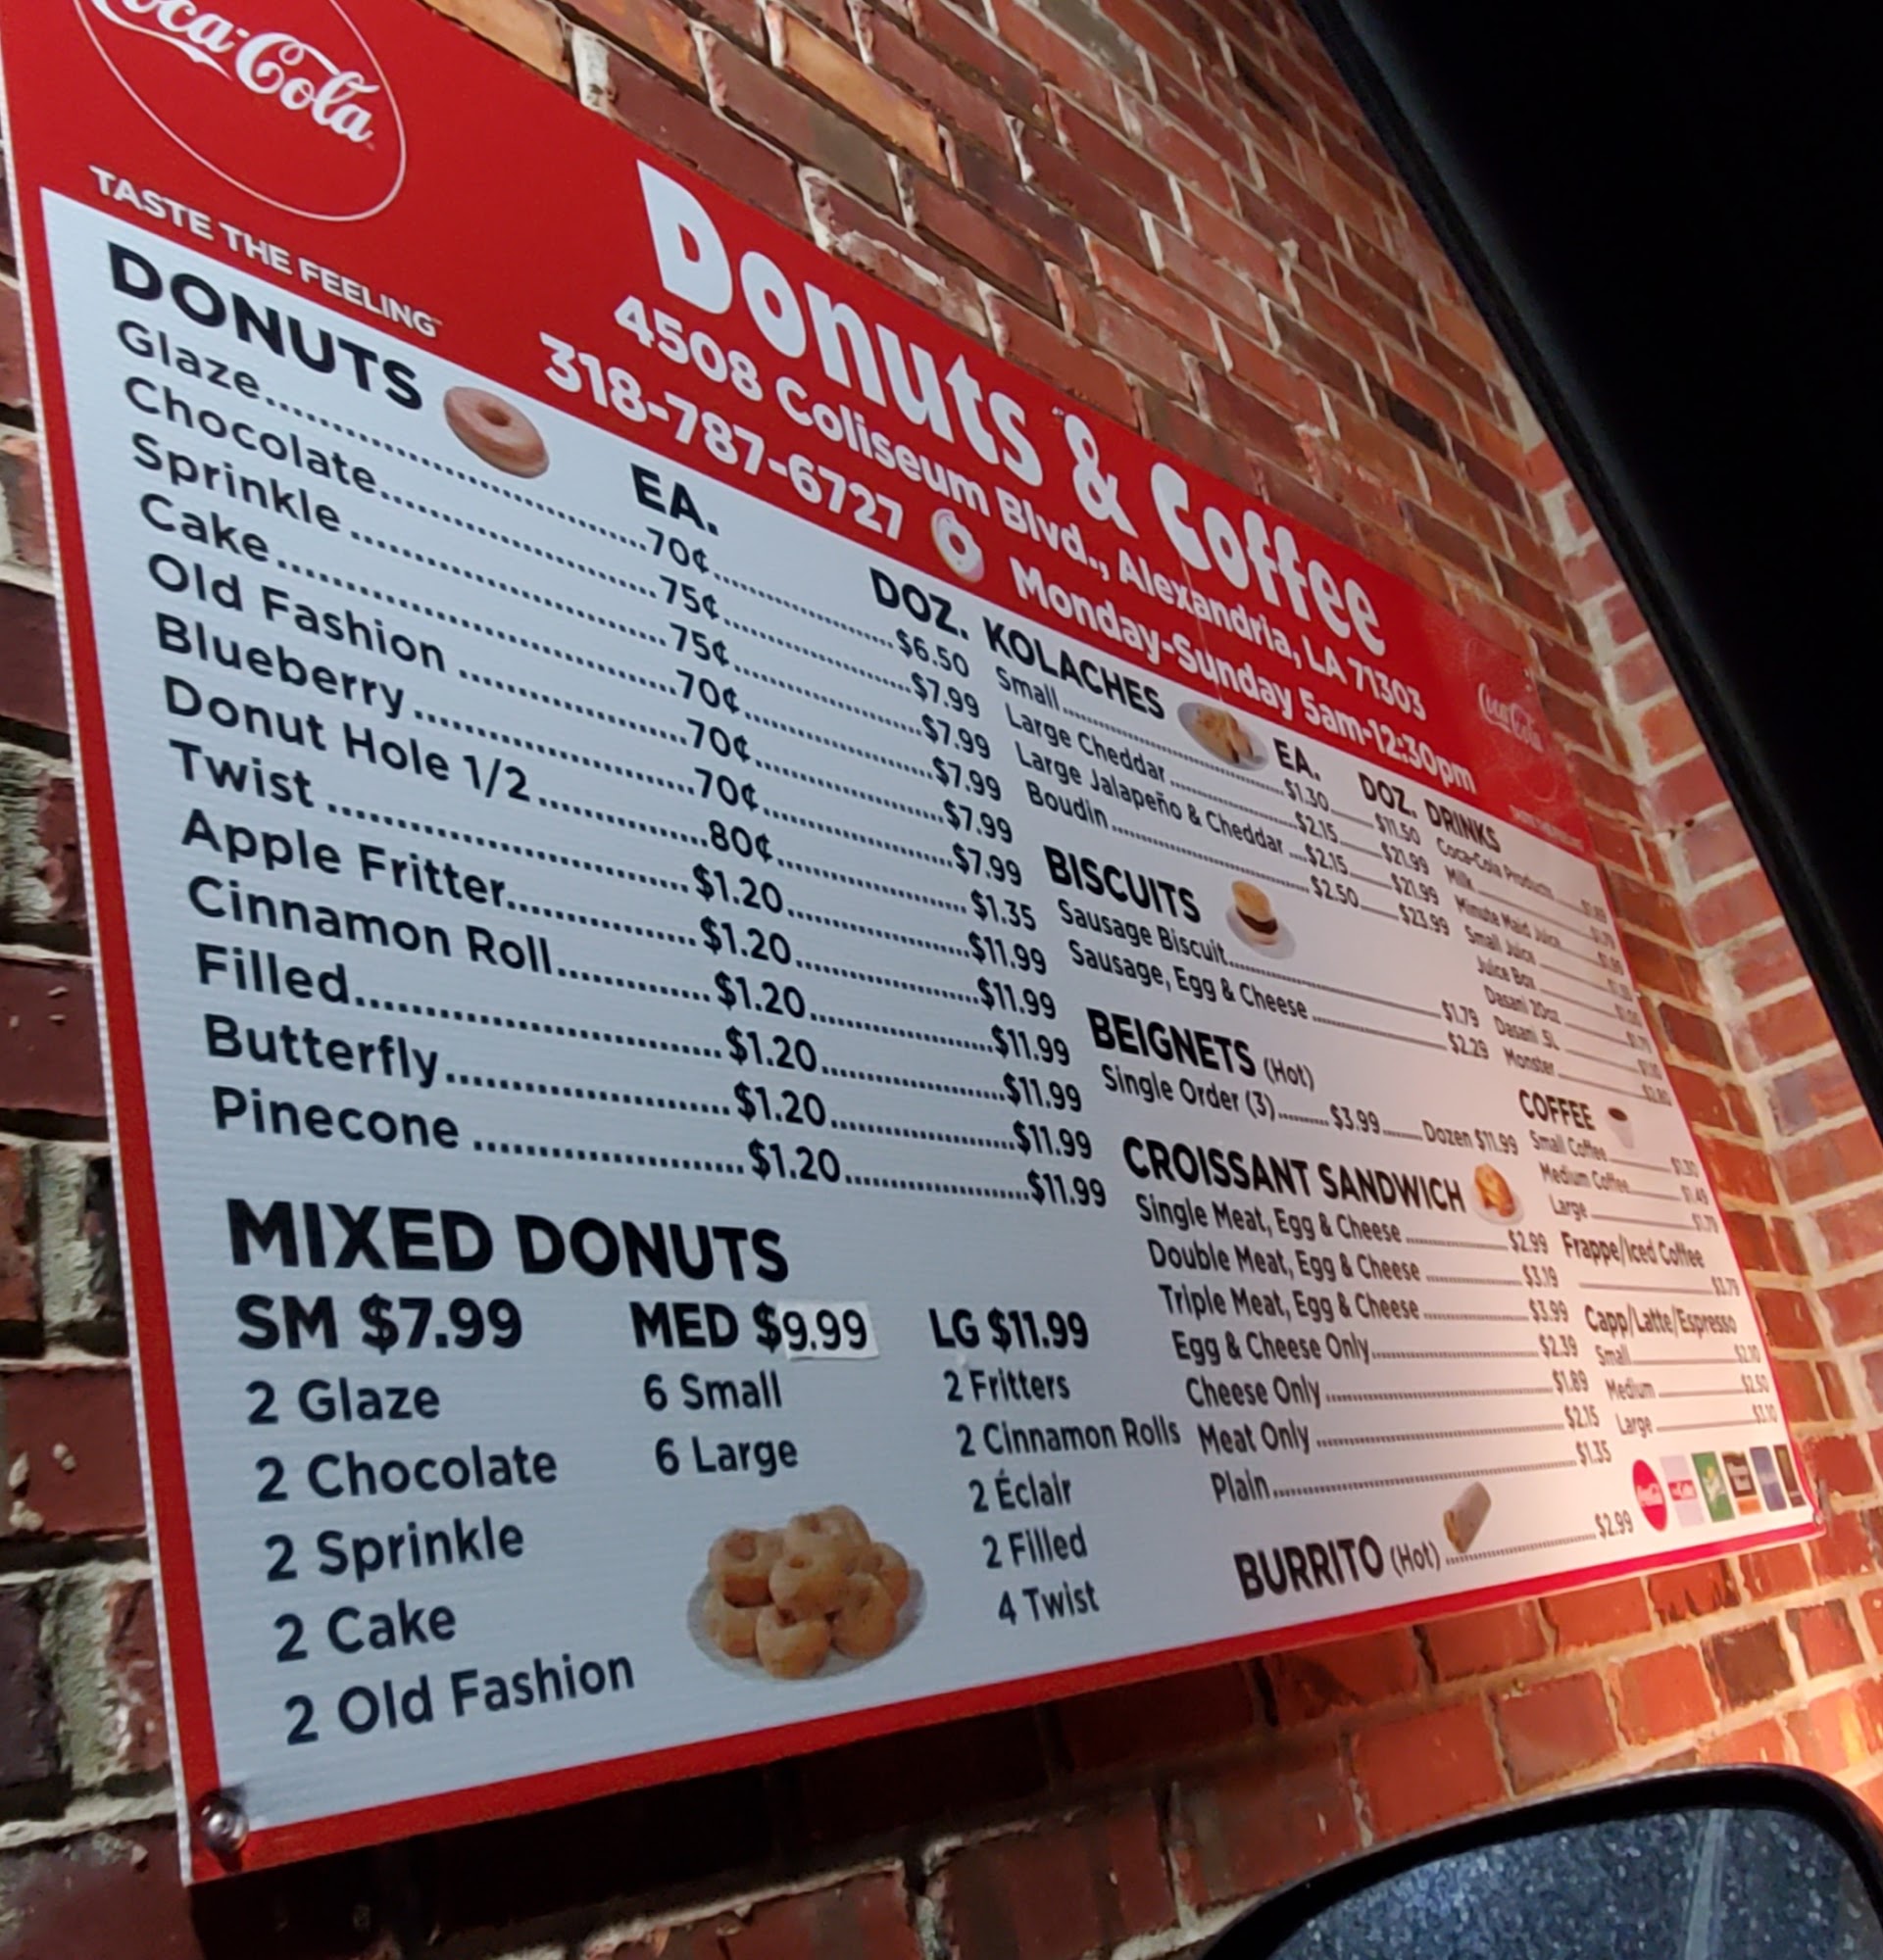 Coca-Cola
TASTE THE FEELING
Donuts & Coffee
4508 Coliseum Blvd., Alexandria, LA 71303
318-787-6727 Monday-Sunday 5am-12:30pm
Coca-Cola
DONUTS EA. DOZ.
Glaze 70¢ $6.50
Chocolate 75¢ $7.99
Sprinkle 75¢ $7.99
Cake 70¢ $7.99
Old Fashion 70¢ $7.99
Blueberry 70¢ $7.99
Donut Hole 1/2 80¢ $1.35
Twist $1.20 $11.99
Apple Fritter $1.20 $11.99
Cinnamon Roll $1.20 $11.99
Filled $1.20 $11.99
Butterfly $1.20 $11.99
Pinecone $1.20 $11.99
MIXED DONUTS
SM $7.99
2 Glaze
2 Chocolate
2 Sprinkle
2 Cake
2 Old Fashion
MED $9.99
6 Small
6 Large
LG $11.99
2 Fritters
2 Cinnamon Rolls
2 Éclair
2 Filled
4 Twist
KOLACHES EA. DOZ.
Small $1.30 $11.50
Large Cheddar $2.15 $21.99
Large Jalapeño & Cheddar $2.15 $21.99
Boudin $2.50 $23.99
BISCUITS
Sausage Biscuit $1.79
Sausage, Egg & Cheese $2.29
BEIGNETS (Hot)
Single Order (3) $3.99 Dozen $11.99
CROISSANT SANDWICH
Single Meat, Egg & Cheese $2.99
Double Meat, Egg & Cheese $3.19
Triple Meat, Egg & Cheese $3.99
Egg & Cheese Only $2.39
Cheese Only $1.89
Meat Only $2.15
Plain $1.35
BURRITO (Hot) $2.99
DRINKS
Coca-Cola Products
Milk
Minute Maid Juice
Small Juice
Juice Box
Dasani 20oz
Dasani .5L
Monster
COFFEE
Small Coffee
Medium Coffee $1.49
Large
Frappe/Iced Coffee
Capp/Latte/Espresso
Small
Medium $2.50
Large